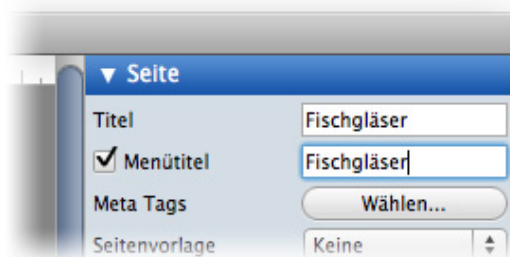 ▼ Seite
Titel Fischgläser
Menütitel Fischgläser
Meta Tags Wählen...
Seitenvorlage Keine